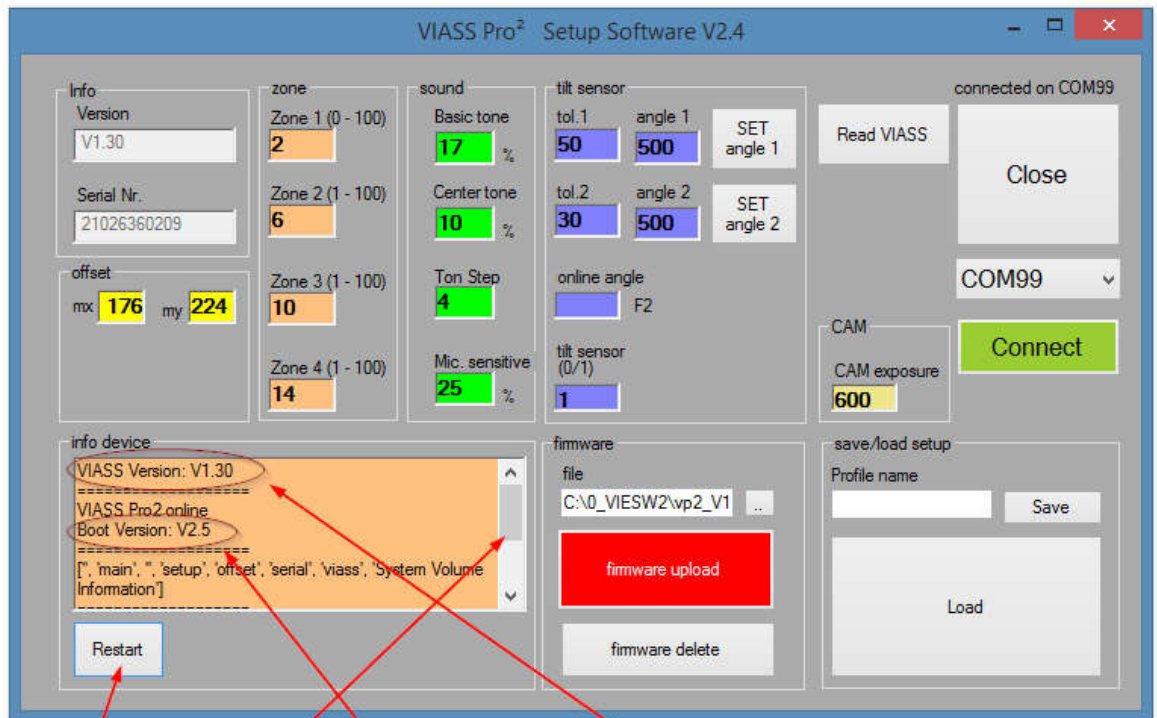 VIASS Pro² Setup Software V2.4
Info
Version
V1.30
Serial Nr.
21026360209
offset
mx 176 my 224
zone
Zone 1 (0 - 100)
2
Zone 2 (1 - 100)
6
Zone 3 (1 - 100)
10
Zone 4 (1 - 100)
14
sound
Basic tone
17 %
Center tone
10 %
Ton Step
4
Mic. sensitive
25 %
tilt sensor
tol.1 angle 1
50 500
SET
angle 1
tol.2 angle 2
30 500
SET
angle 2
online angle
F2
tilt sensor
(0/1)
1
Read VIASS
connected on COM99
Close
COM99
Connect
CAM
CAM exposure
600
info device
VIASS Version: V1.30
===================
VIASS Pro2 online
Boot Version: V2.5
===================
['', 'main', '', 'setup', 'offset', 'serial', 'viass', 'System Volume
Information']
===================
Restart
firmware
file
C:\0_VIESW2\vp2_V1 ..
firmware upload
firmware delete
save/load setup
Profile name
Save
Load